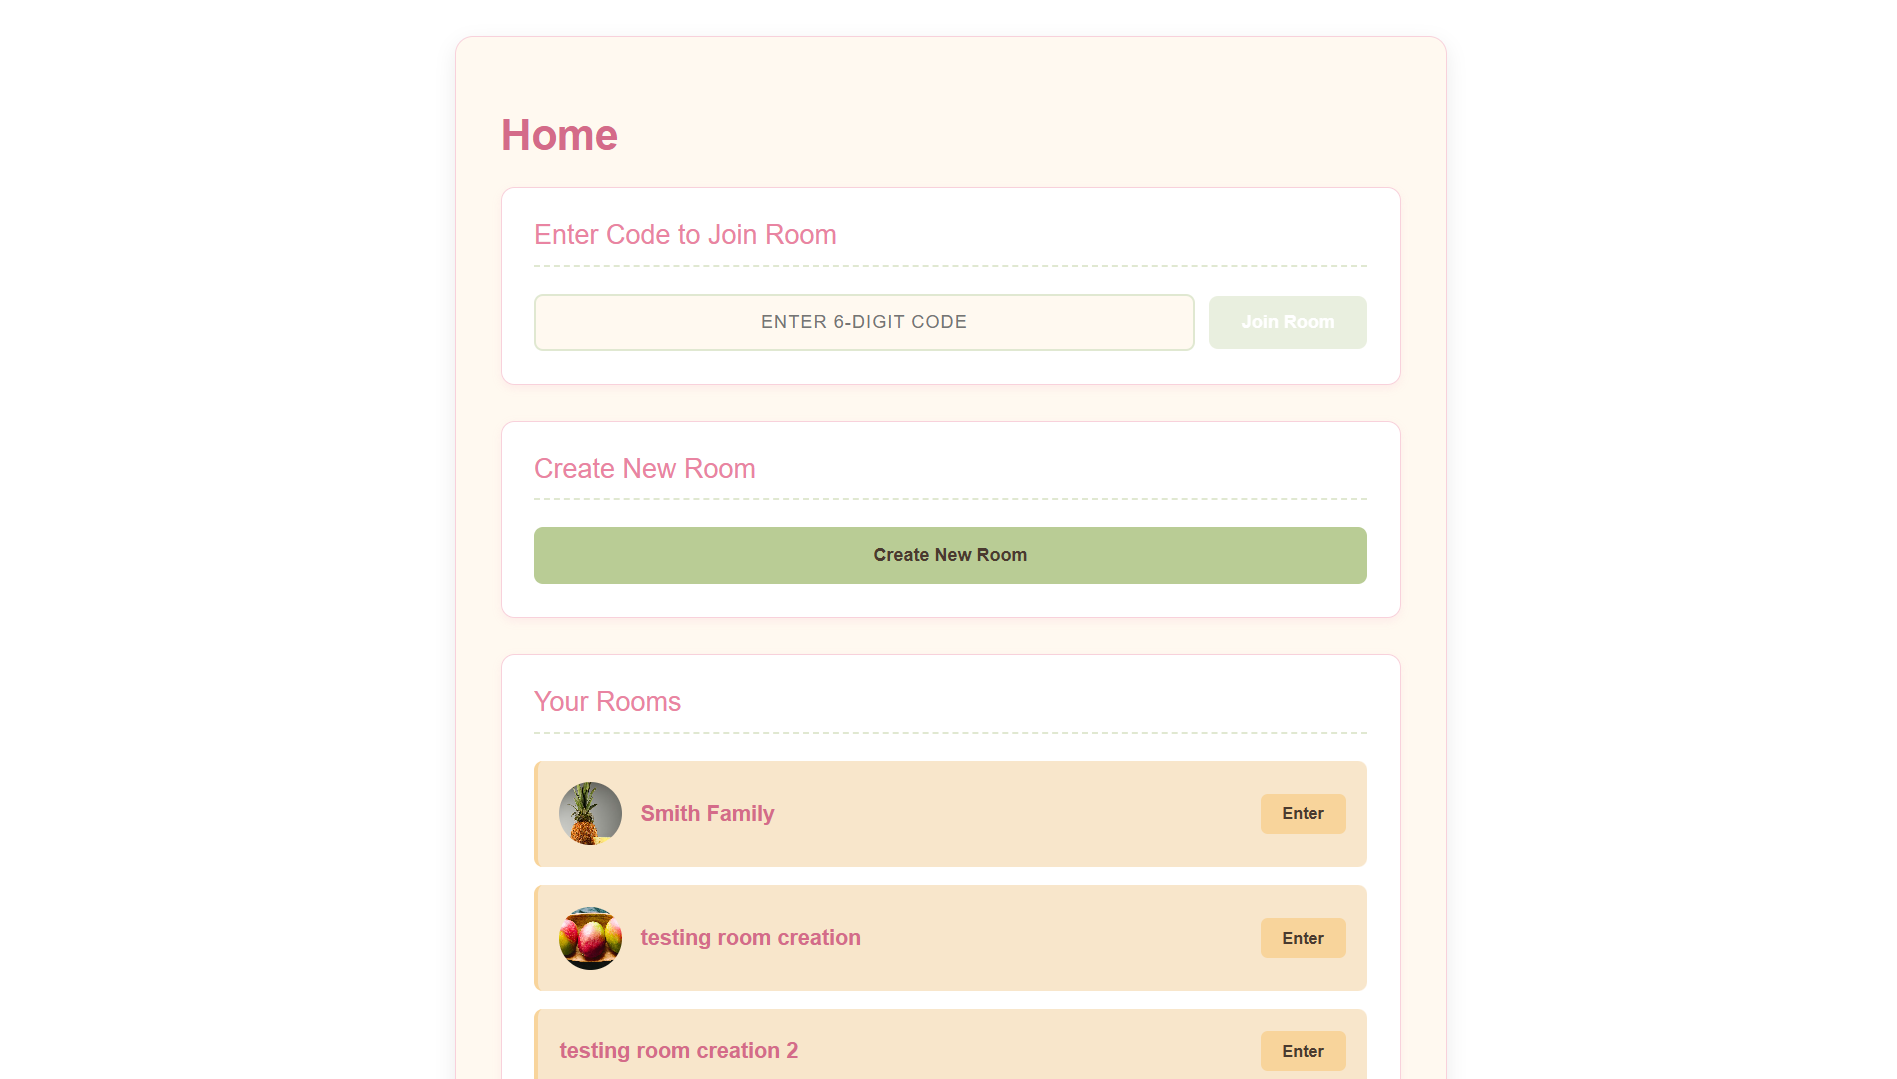 Home
Enter Code to Join Room
ENTER 6-DIGIT CODE
Join Room
Create New Room
Create New Room
Your Rooms
Smith Family
Enter
testing room creation
Enter
testing room creation 2
Enter